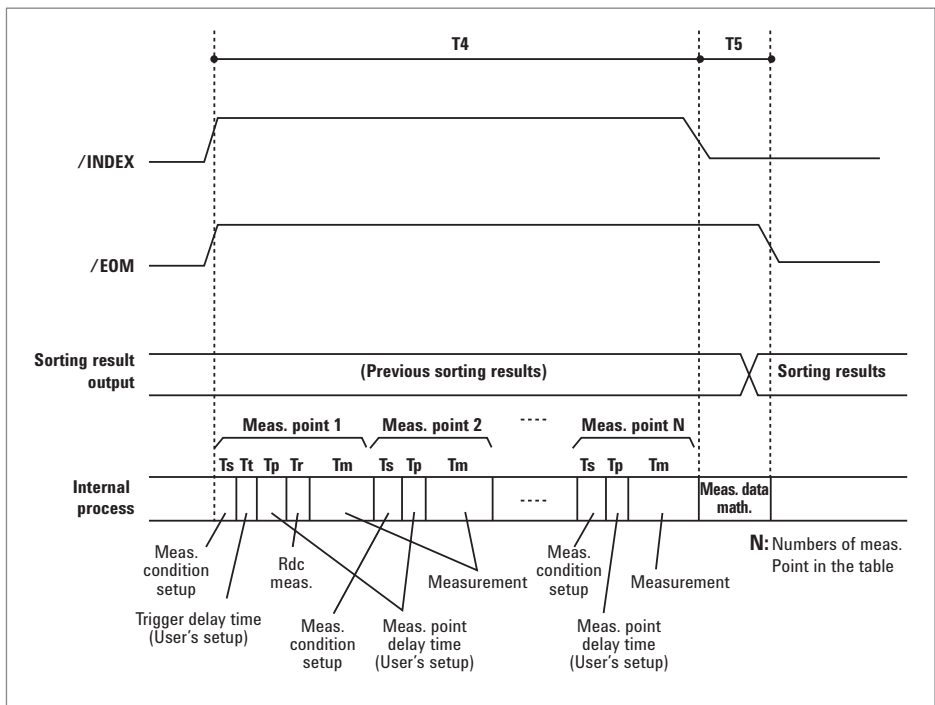 T4 T5
/INDEX
/EOM
Sorting result
output
(Previous sorting results)
Sorting results
Meas. point 1 Meas. point 2 ---- Meas. point N
Ts Tt Tp Tr Tm Ts Tp Tm Ts Tp Tm
Internal
process
----
Meas. data
math.
N: Numbers of meas.
Point in the table
Meas.
condition
setup
Rdc
meas.
Measurement
Meas.
condition
setup
Measurement
Trigger delay time
(User's setup)
Meas.
condition
setup
Meas. point
delay time
(User's setup)
Meas. point
delay time
(User's setup)